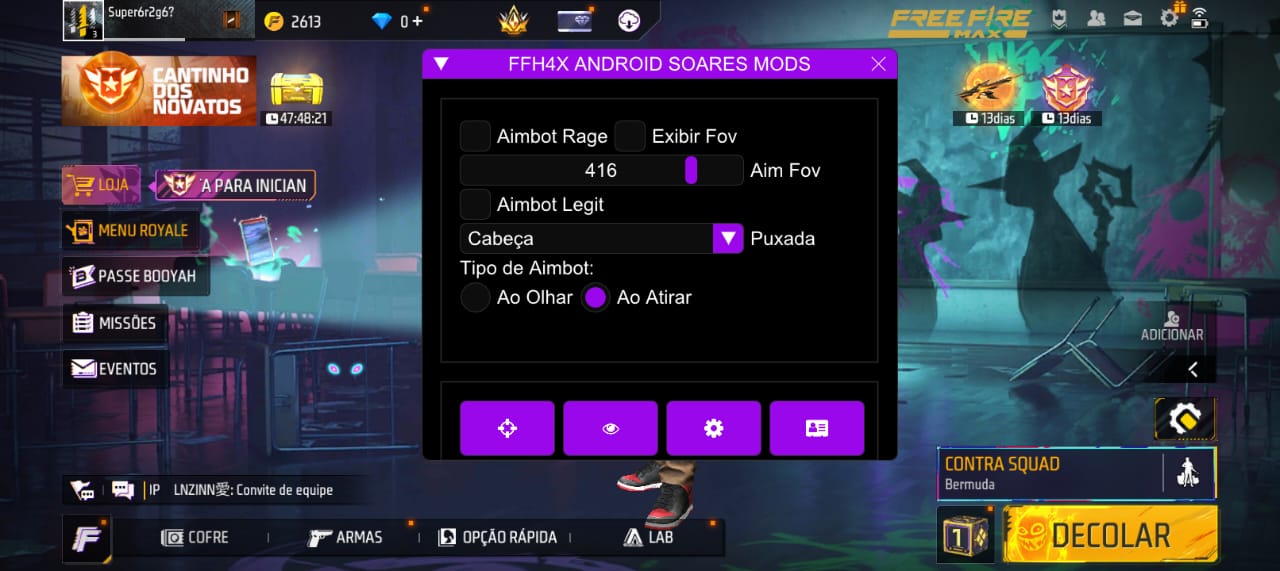 Super6r2g6?
3
2613
0 +
FREE FIRE
MAX
FFH4X ANDROID SOARES MODS
CANTINHO
DOS
NOVATOS
47:48:21
13dias
13dias
Aimbot Rage
Exibir Fov
416
Aim Fov
Aimbot Legit
Cabeça
Puxada
Tipo de Aimbot:
Ao Olhar
Ao Atirar
LOJA
A PARA INICIAN
MENU ROYALE
PASSE BOOYAH
MISSÕES
EVENTOS
ADICIONAR
CONTRA SQUAD
Bermuda
IP
LNZINN愛: Convite de equipe
COFRE
ARMAS
OPÇÃO RÁPIDA
LAB
1
DECOLAR